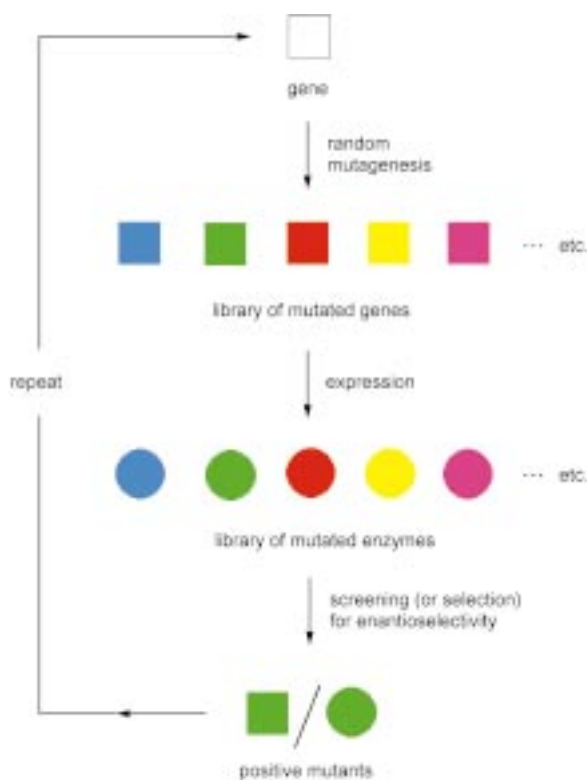 gene
random
mutagenesis
··· etc.
library of mutated genes
repeat
expression
··· etc.
library of mutated enzymes
screening (or selection)
for enantioselectivity
positive mutants